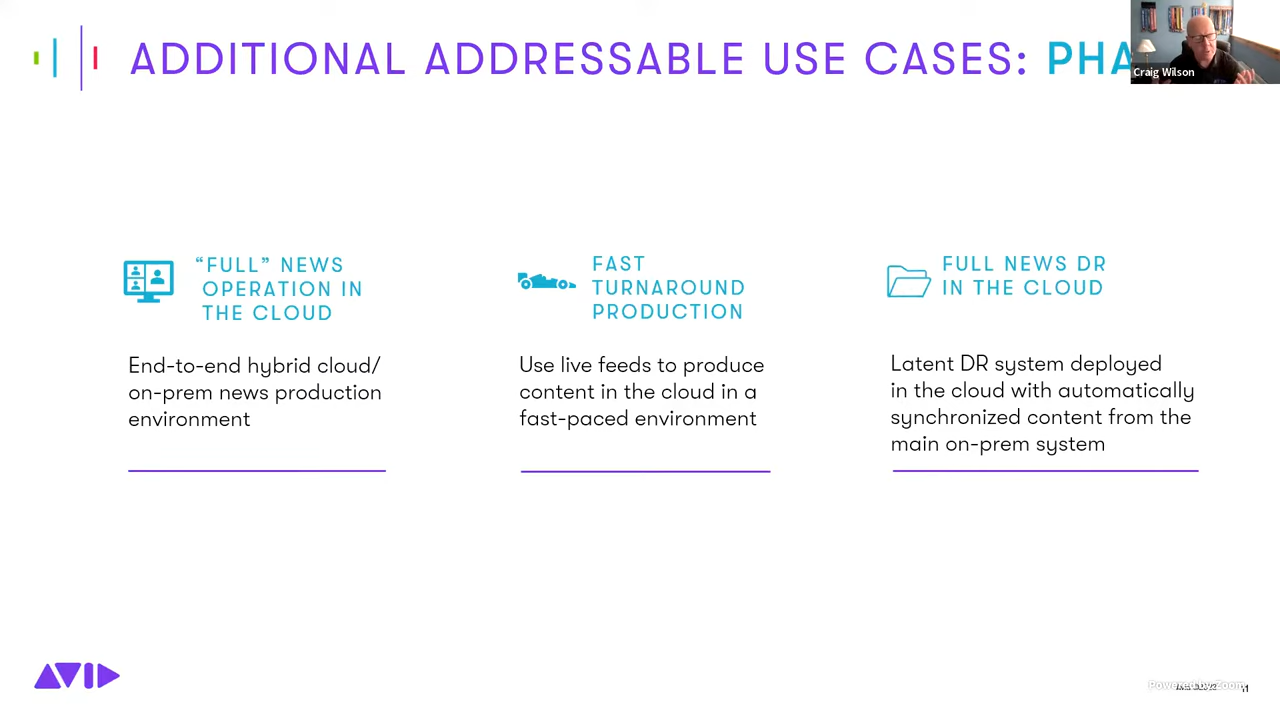 ADDITIONAL ADDRESSABLE USE CASES: PHA
Craig Wilson
“FULL” NEWS
OPERATION IN
THE CLOUD
End-to-end hybrid cloud/
on-prem news production
environment
FAST
TURNAROUND
PRODUCTION
Use live feeds to produce
content in the cloud in a
fast-paced environment
FULL NEWS DR
IN THE CLOUD
Latent DR system deployed
in the cloud with automatically
synchronized content from the
main on-prem system
AVID
Powered by Zoom